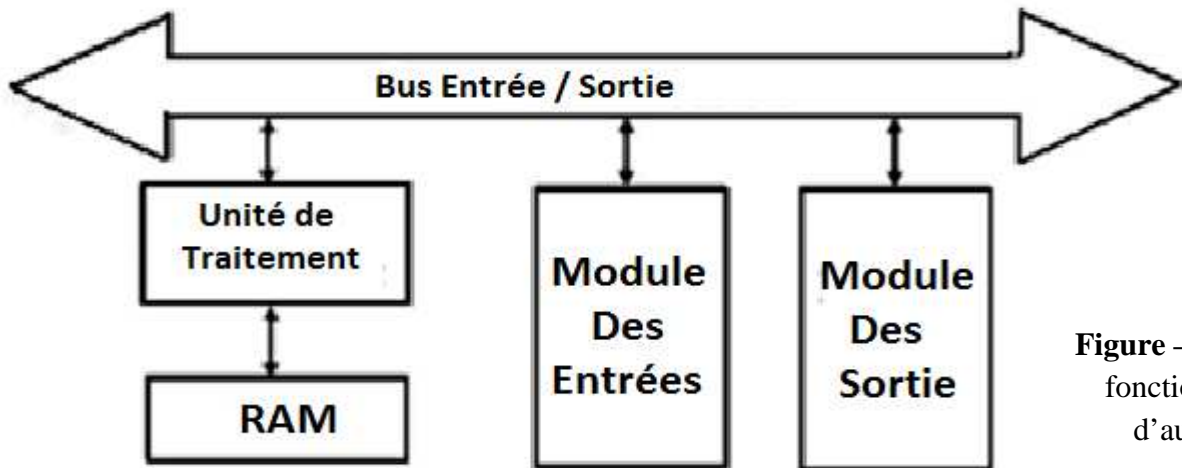 Bus Entrée / Sortie
Unité de
Traitement
RAM
Module
Des
Entrées
Module
Des
Sortie
Figure –
fonctio
d'au